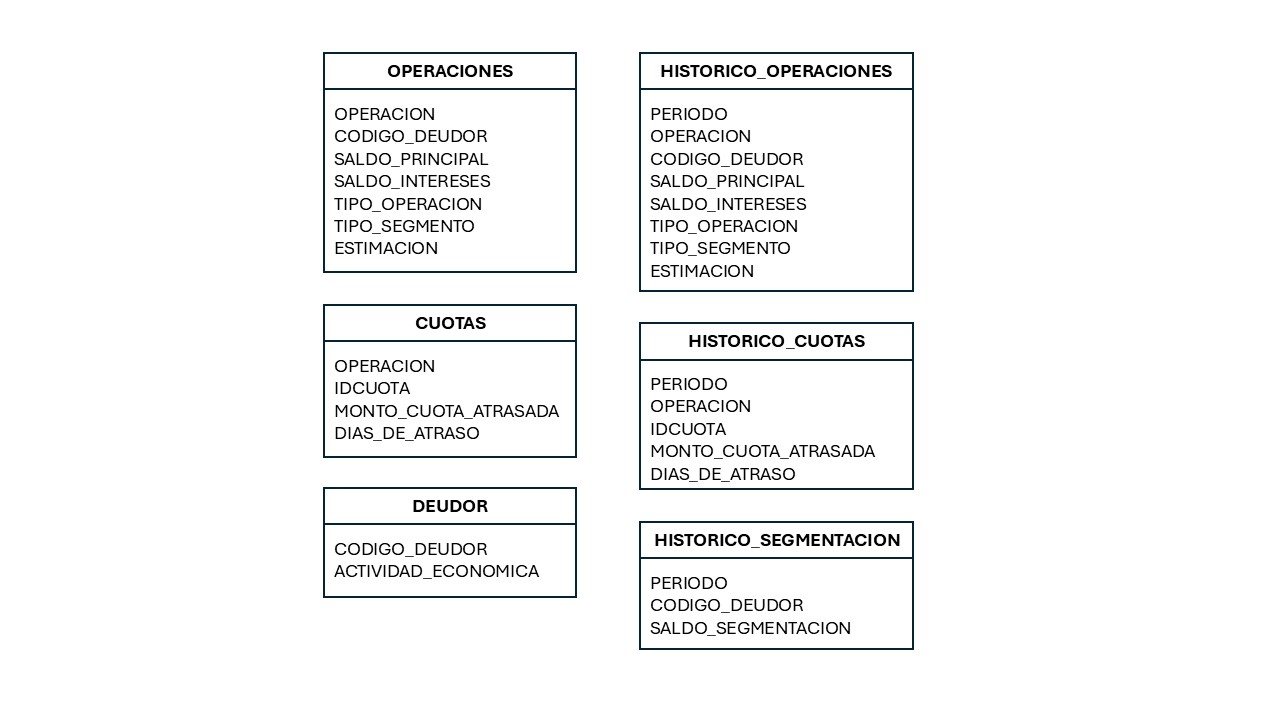 OPERACIONES
OPERACION
CODIGO_DEUDOR
SALDO_PRINCIPAL
SALDO_INTERESES
TIPO_OPERACION
TIPO_SEGMENTO
ESTIMACION
CUOTAS
OPERACION
IDCUOTA
MONTO_CUOTA_ATRASADA
DIAS_DE_ATRASO
DEUDOR
CODIGO_DEUDOR
ACTIVIDAD_ECONOMICA
HISTORICO_OPERACIONES
PERIODO
OPERACION
CODIGO_DEUDOR
SALDO_PRINCIPAL
SALDO_INTERESES
TIPO_OPERACION
TIPO_SEGMENTO
ESTIMACION
HISTORICO_CUOTAS
PERIODO
OPERACION
IDCUOTA
MONTO_CUOTA_ATRASADA
DIAS_DE_ATRASO
HISTORICO_SEGMENTACION
PERIODO
CODIGO_DEUDOR
SALDO_SEGMENTACION